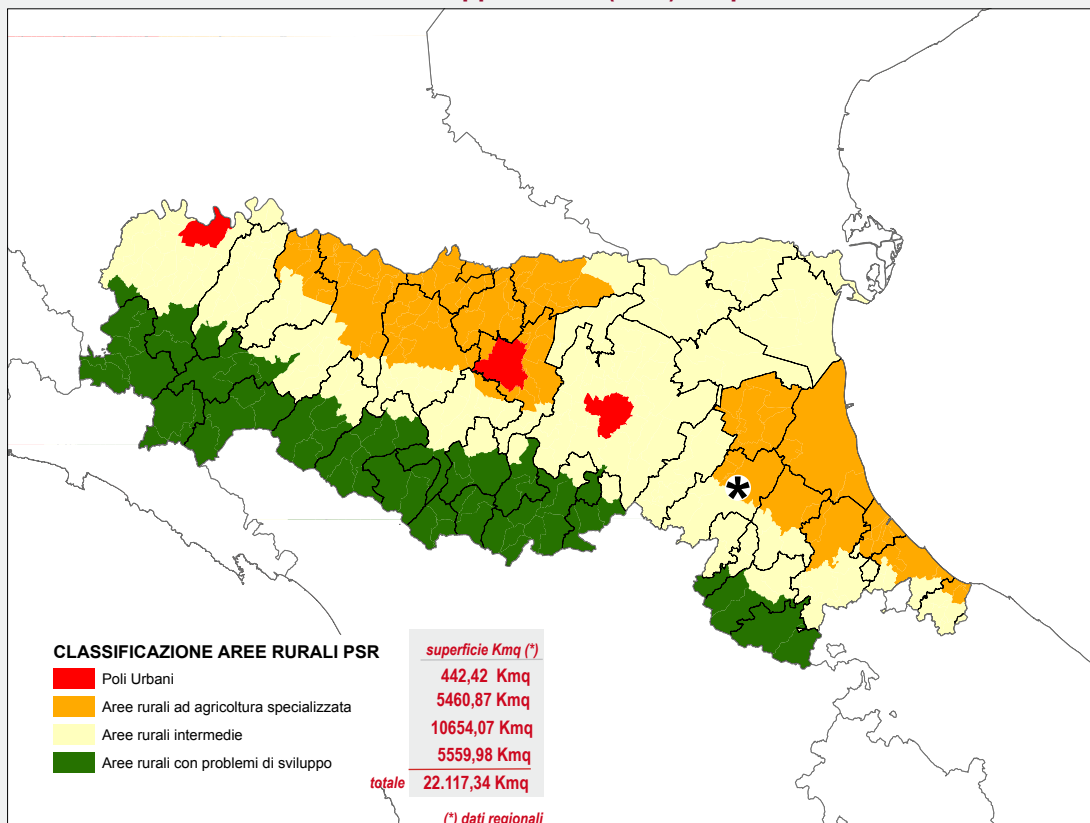 CLASSIFICAZIONE AREE RURALI PSR
superficie Kmq (*)
Poli Urbani
442,42 Kmq
Aree rurali ad agricoltura specializzata
5460,87 Kmq
Aree rurali intermedie
10654,07 Kmq
Aree rurali con problemi di sviluppo
5559,98 Kmq
totale 22.117,34 Kmq
(*) dati regionali